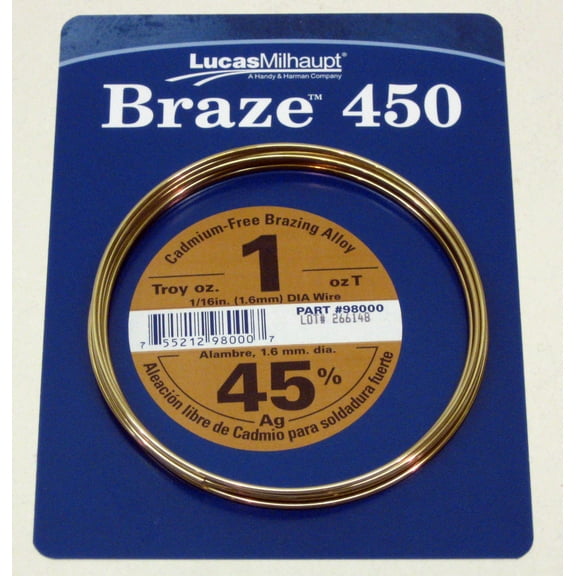 LucasMilhaupt®
A Handy & Harman Company
Braze™ 450
Cadmium-Free Brazing Alloy
1
Troy oz. oz T
1/16in. (1.6mm) DIA Wire
PART #98000
LOT# 266148
7 55212 98000 7
Alambre, 1.6 mm. dia.
45%
Ag
Aleación libre de Cadmio para soldadura fuerte